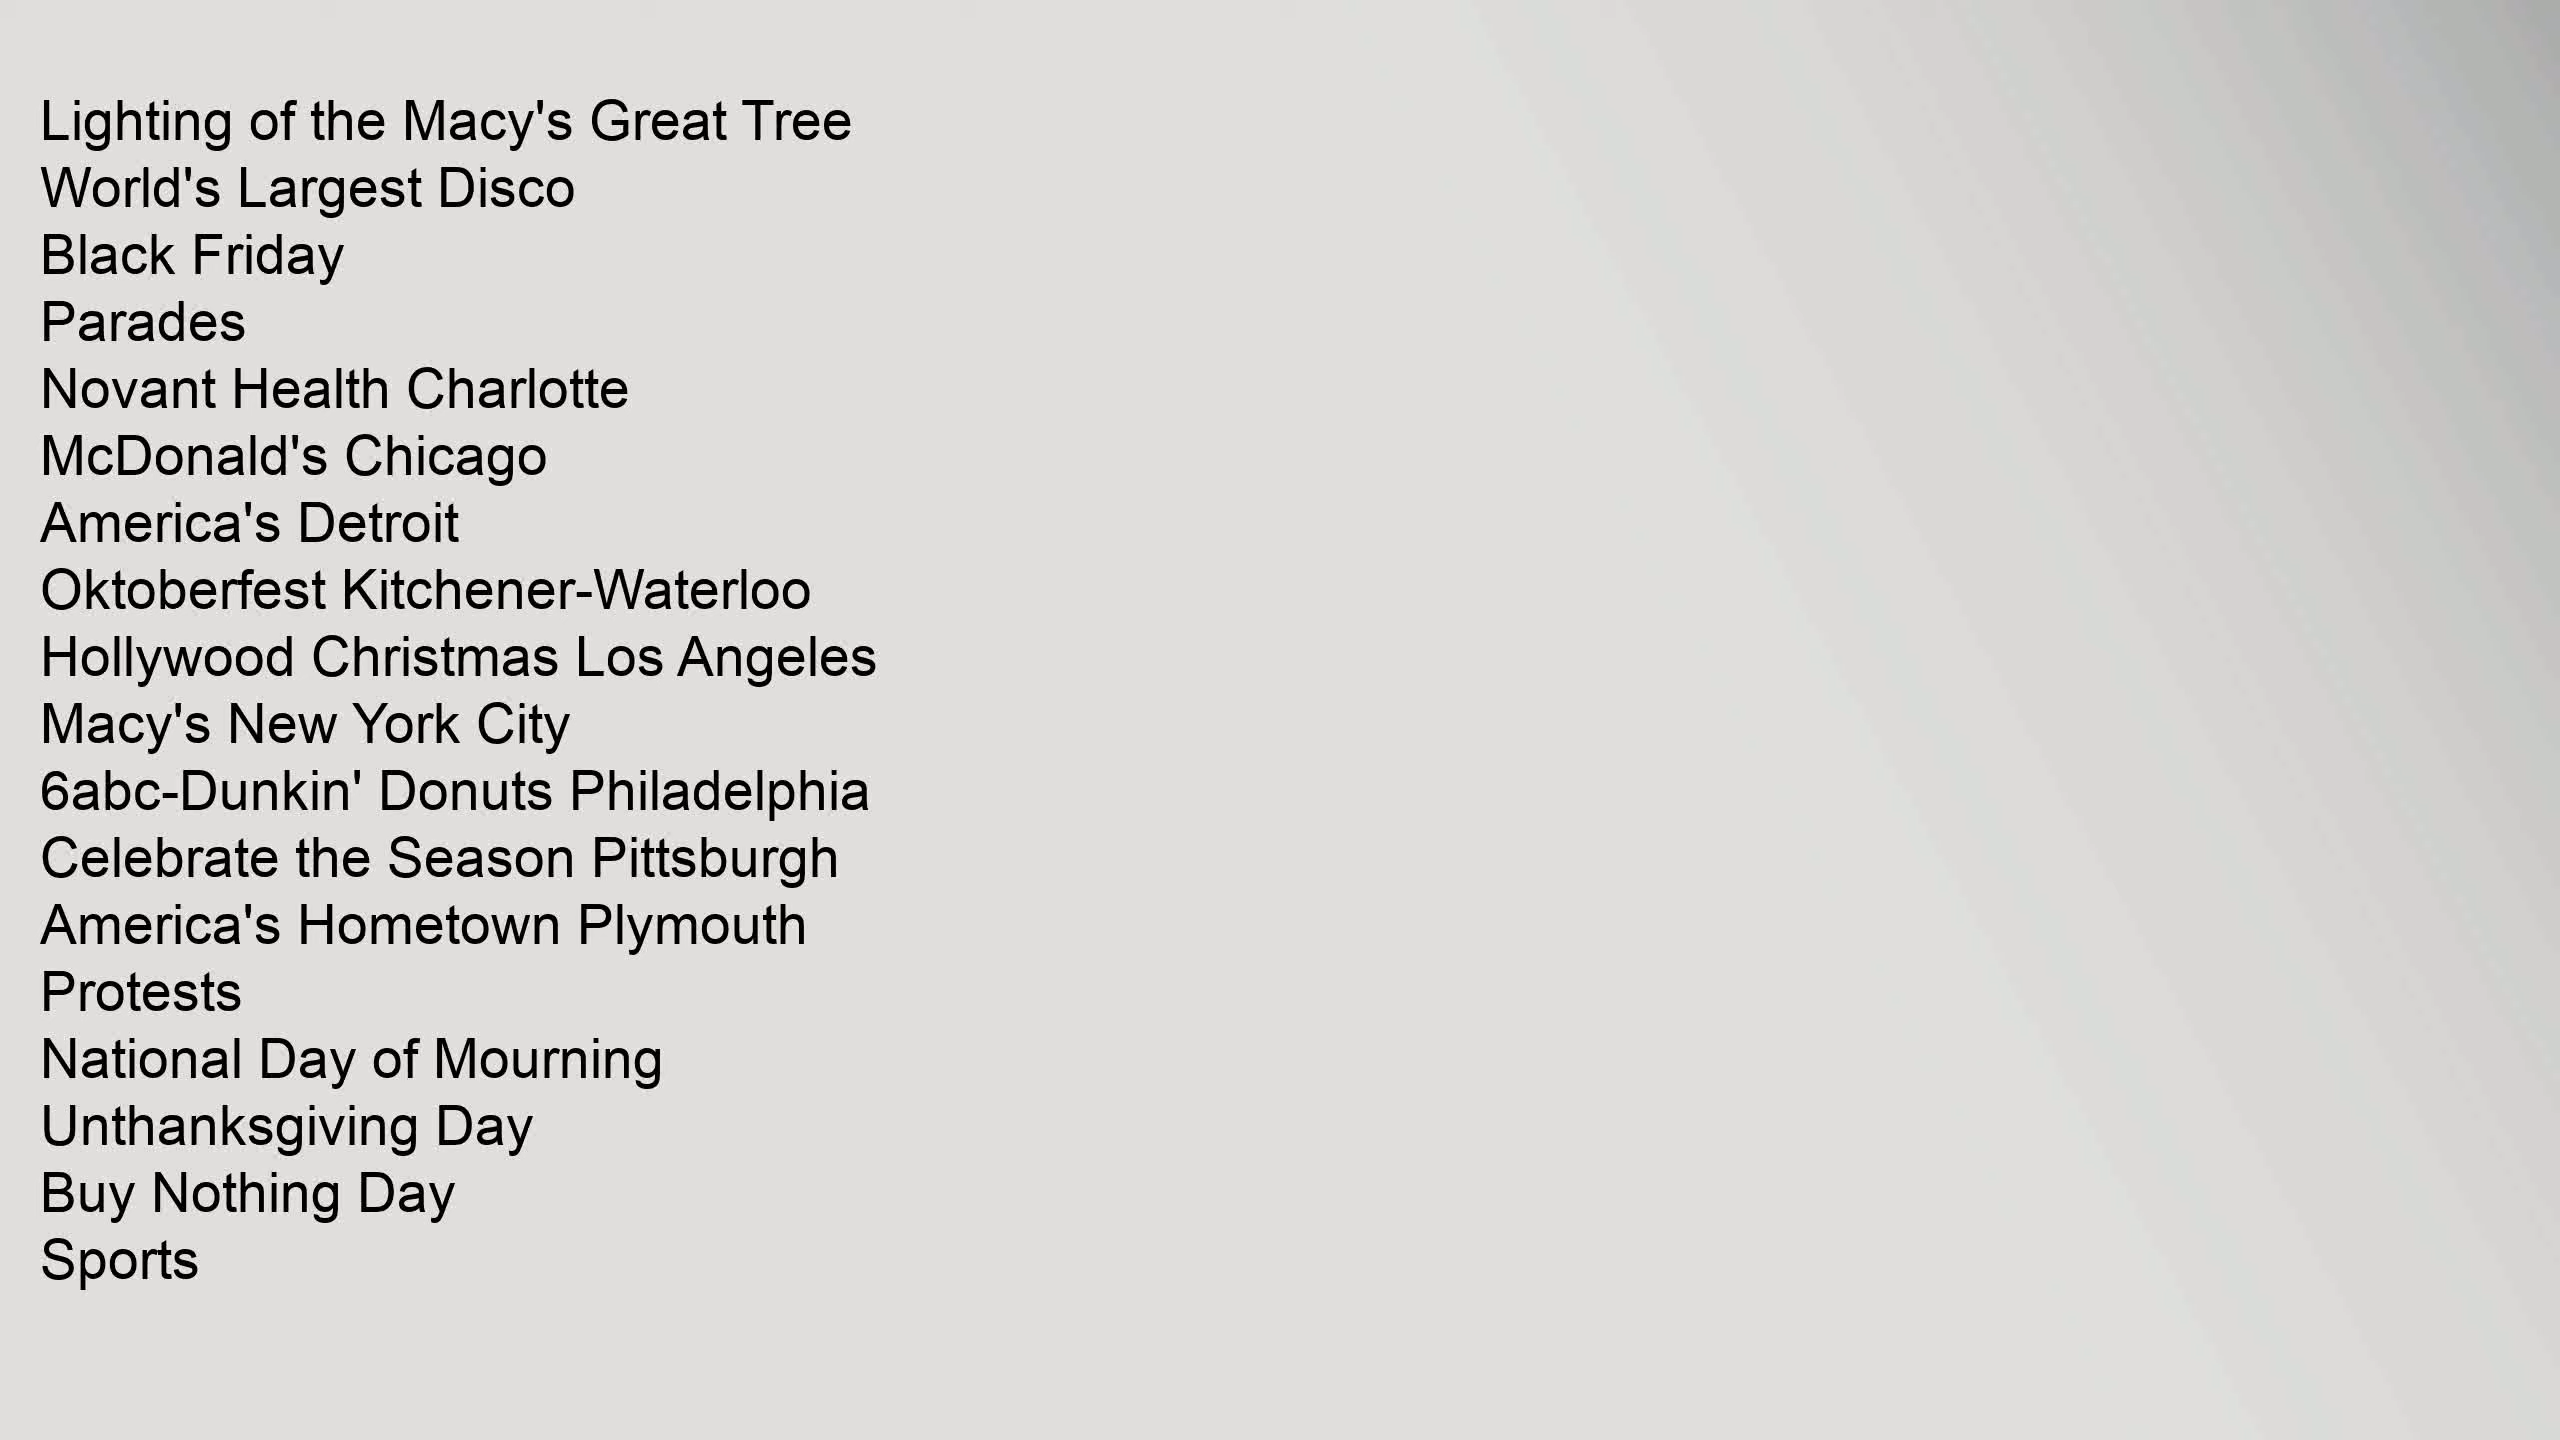 Lighting of the Macy's Great Tree
World's Largest Disco
Black Friday
Parades
Novant Health Charlotte
McDonald's Chicago
America's Detroit
Oktoberfest Kitchener-Waterloo
Hollywood Christmas Los Angeles
Macy's New York City
6abc-Dunkin' Donuts Philadelphia
Celebrate the Season Pittsburgh
America's Hometown Plymouth
Protests
National Day of Mourning
Unthanksgiving Day
Buy Nothing Day
Sports